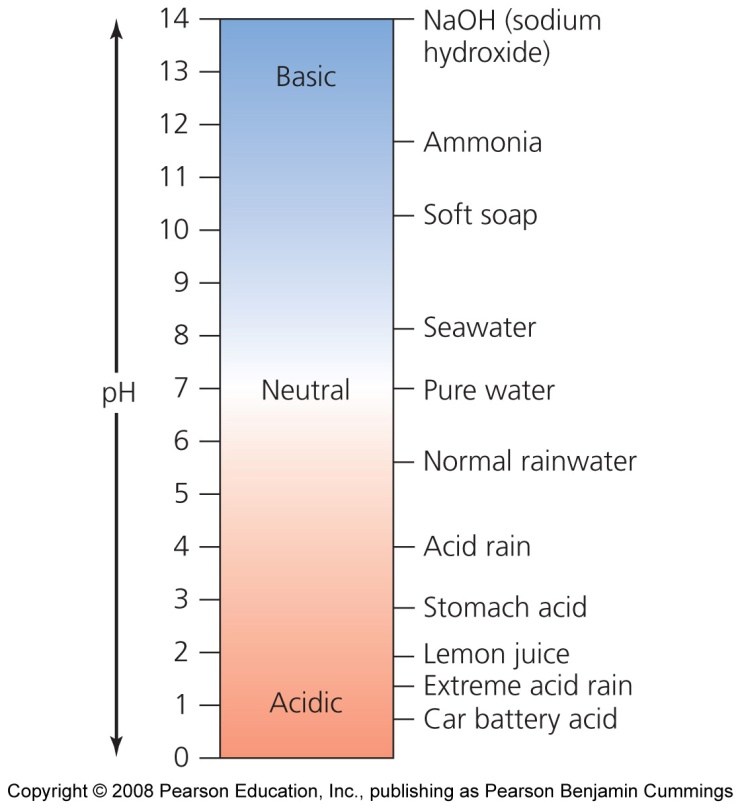 14
NaOH (sodium
hydroxide)
13
Basic
12
Ammonia
11
Soft soap
10
9
Seawater
8
pH
7
Neutral
Pure water
6
Normal rainwater
5
4
Acid rain
3
Stomach acid
2
Lemon juice
Extreme acid rain
1
Acidic
Car battery acid
0
Copyright © 2008 Pearson Education, Inc., publishing as Pearson Benjamin Cummings